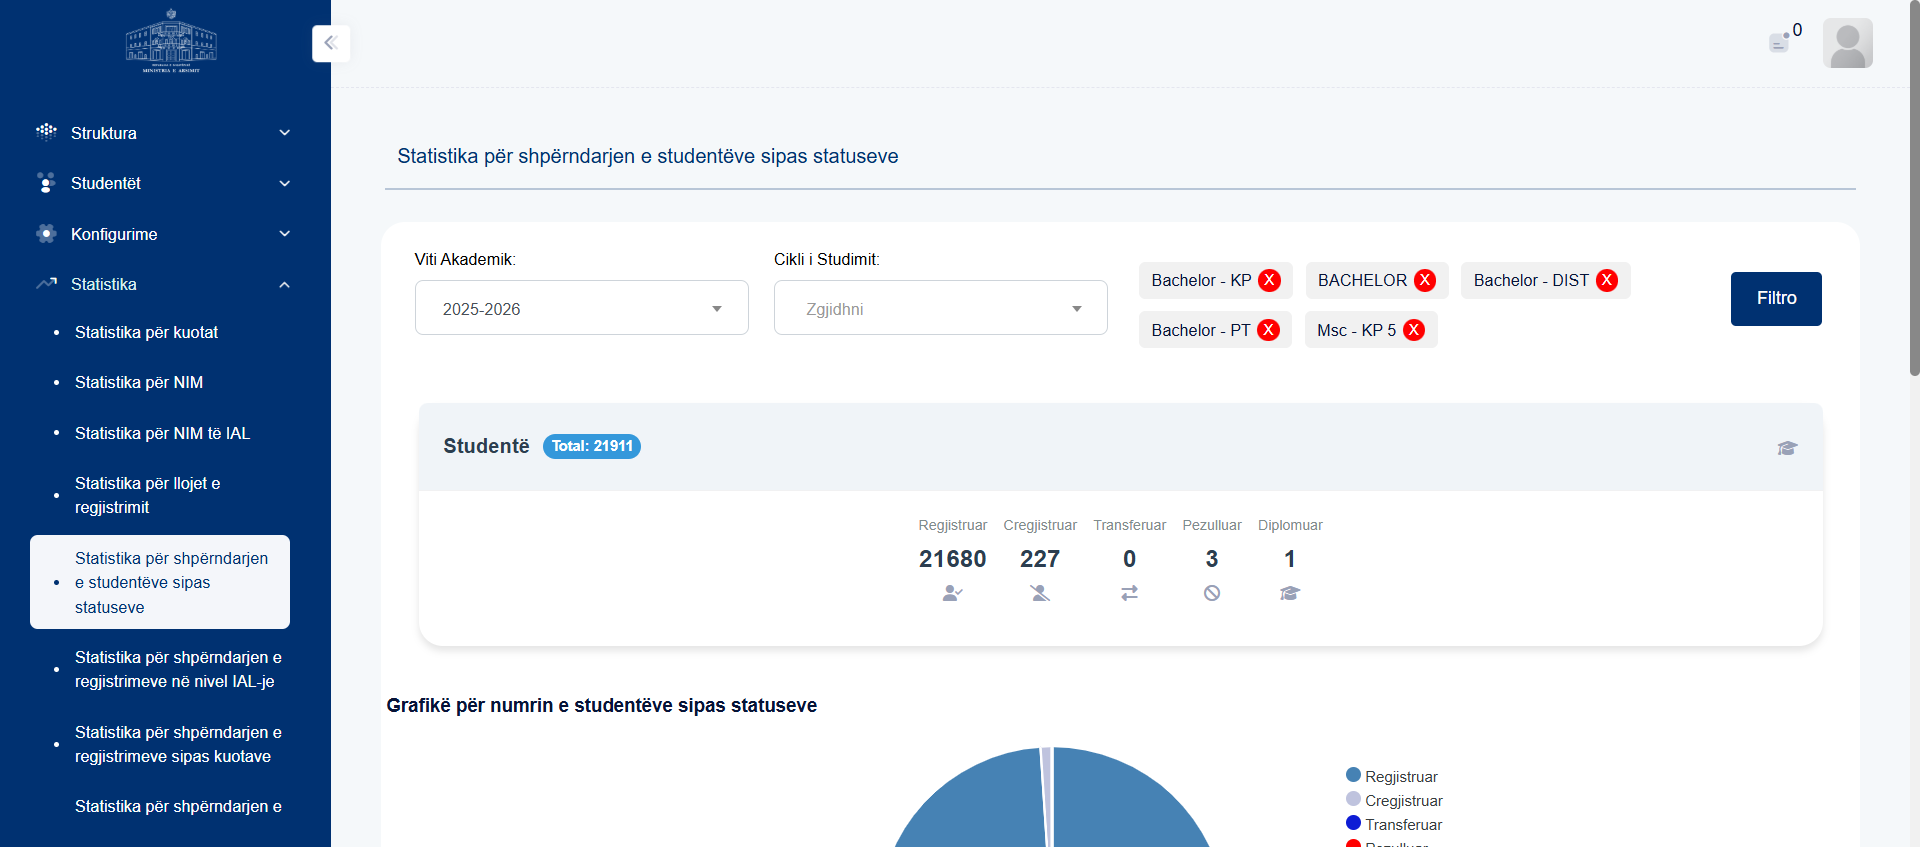 MINISTRIA E ARSIMIT
Struktura
Studentët
Konfigurime
Statistika
Statistika për kuotat
Statistika për NIM
Statistika për NIM të IAL
Statistika për llojet e
regjistrimit
Statistika për shpërndarjen
e studentëve sipas
statuseve
Statistika për shpërndarjen e
regjistrimeve në nivel IAL-je
Statistika për shpërndarjen e
regjistrimeve sipas kuotave
Statistika për shpërndarjen e
0
Statistika për shpërndarjen e studentëve sipas statuseve
Viti Akademik:
2025-2026
Cikli i Studimit:
Zgjidhni
Bachelor - KP X
BACHELOR X
Bachelor - DIST X
Bachelor - PT X
Msc - KP 5 X
Filtro
Studentë Total: 21911
Regjistruar Cregjistruar Transferuar Pezulluar Diplomuar
21680 227 0 3 1
Grafikë për numrin e studentëve sipas statuseve
Regjistruar
Cregjistruar
Transferuar
Pezulluar